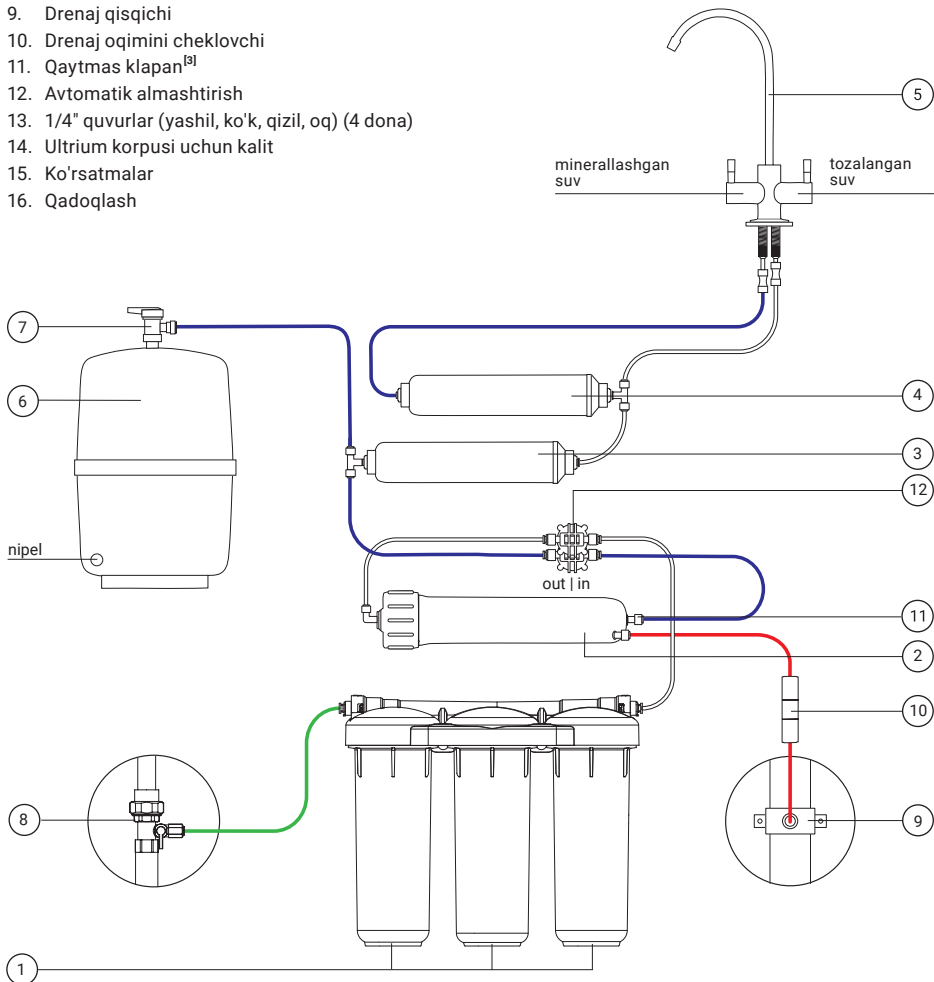 9. Drenaj qisqichi
10. Drenaj oqimini cheklovchi
11. Qaytmas klapan[3]
12. Avtomatik almashtirish
13. 1/4" quvurlar (yashil, ko'k, qizil, oq) (4 dona)
14. Ultrium korpusi uchun kalit
15. Ko'rsatmalar
16. Qadoqlash
5
minerallashgan
suv
tozalangan
suv
7
6
4
3
12
nipel
out | in
11
2
10
8
9
1